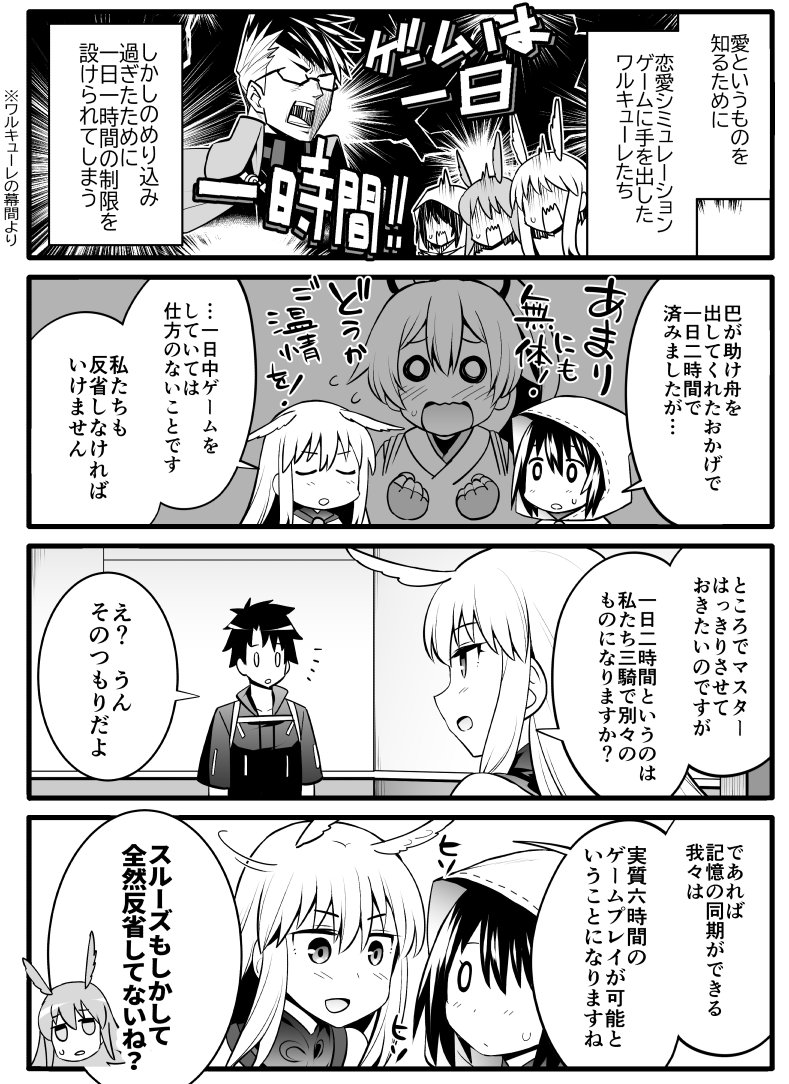 愛というものを
知るために
恋愛シミュレーション
ゲームに手を出した
ワルキューレたち
ゲームは
一日
一時間!!
しかしのめり込み
過ぎたために
一日一時間の制限を
設けられてしまう
※ワルキューレの幕間より
巴が助け舟を
出してくれたおかげで
一日二時間で
済みましたが…
あまり
にも
無体!
どうか
ご温情を!
…一日中ゲームを
していては
仕方のないことです
私たちも
反省しなければ
いけません
ところでマスター
はっきりさせて
おきたいのですが
一日二時間というのは
私たち三騎で別々の
ものになりますか?
え? うん
そのつもりだよ
であれば
記憶の同期ができる
我々は
実質六時間の
ゲームプレイが可能と
いうことになりますね
ヒソ
ヒソ
スルーズもしかして
全然反省してないね?